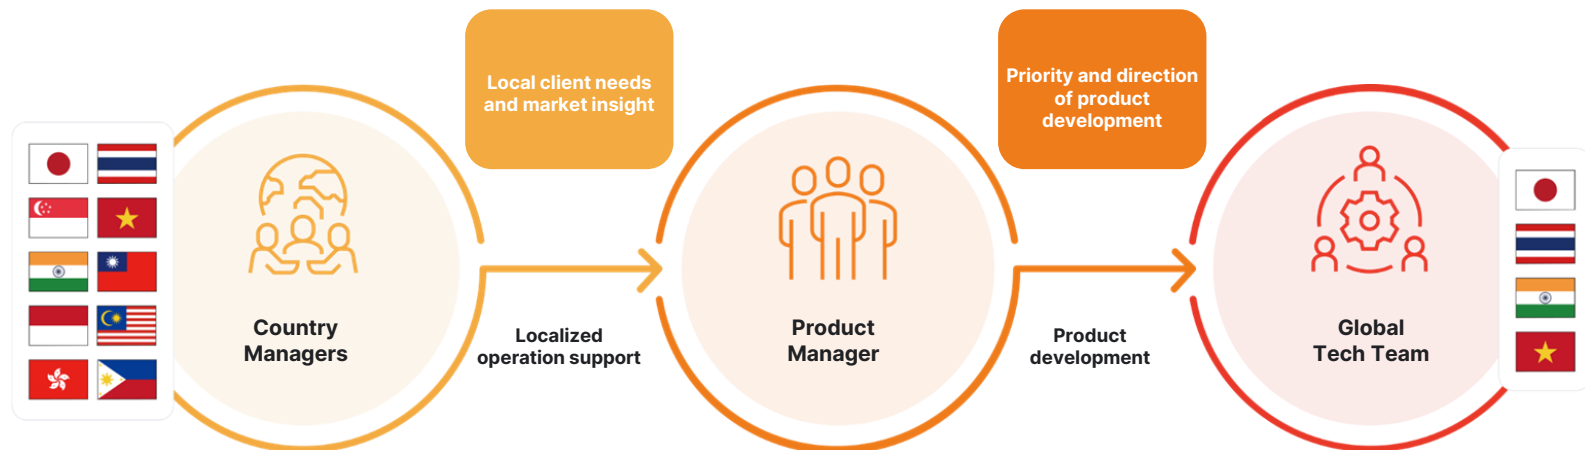 Local client needs
and market insight
Priority and direction
of product
development
Country
Managers
Localized
operation support
Product
Manager
Product
development
Global
Tech Team